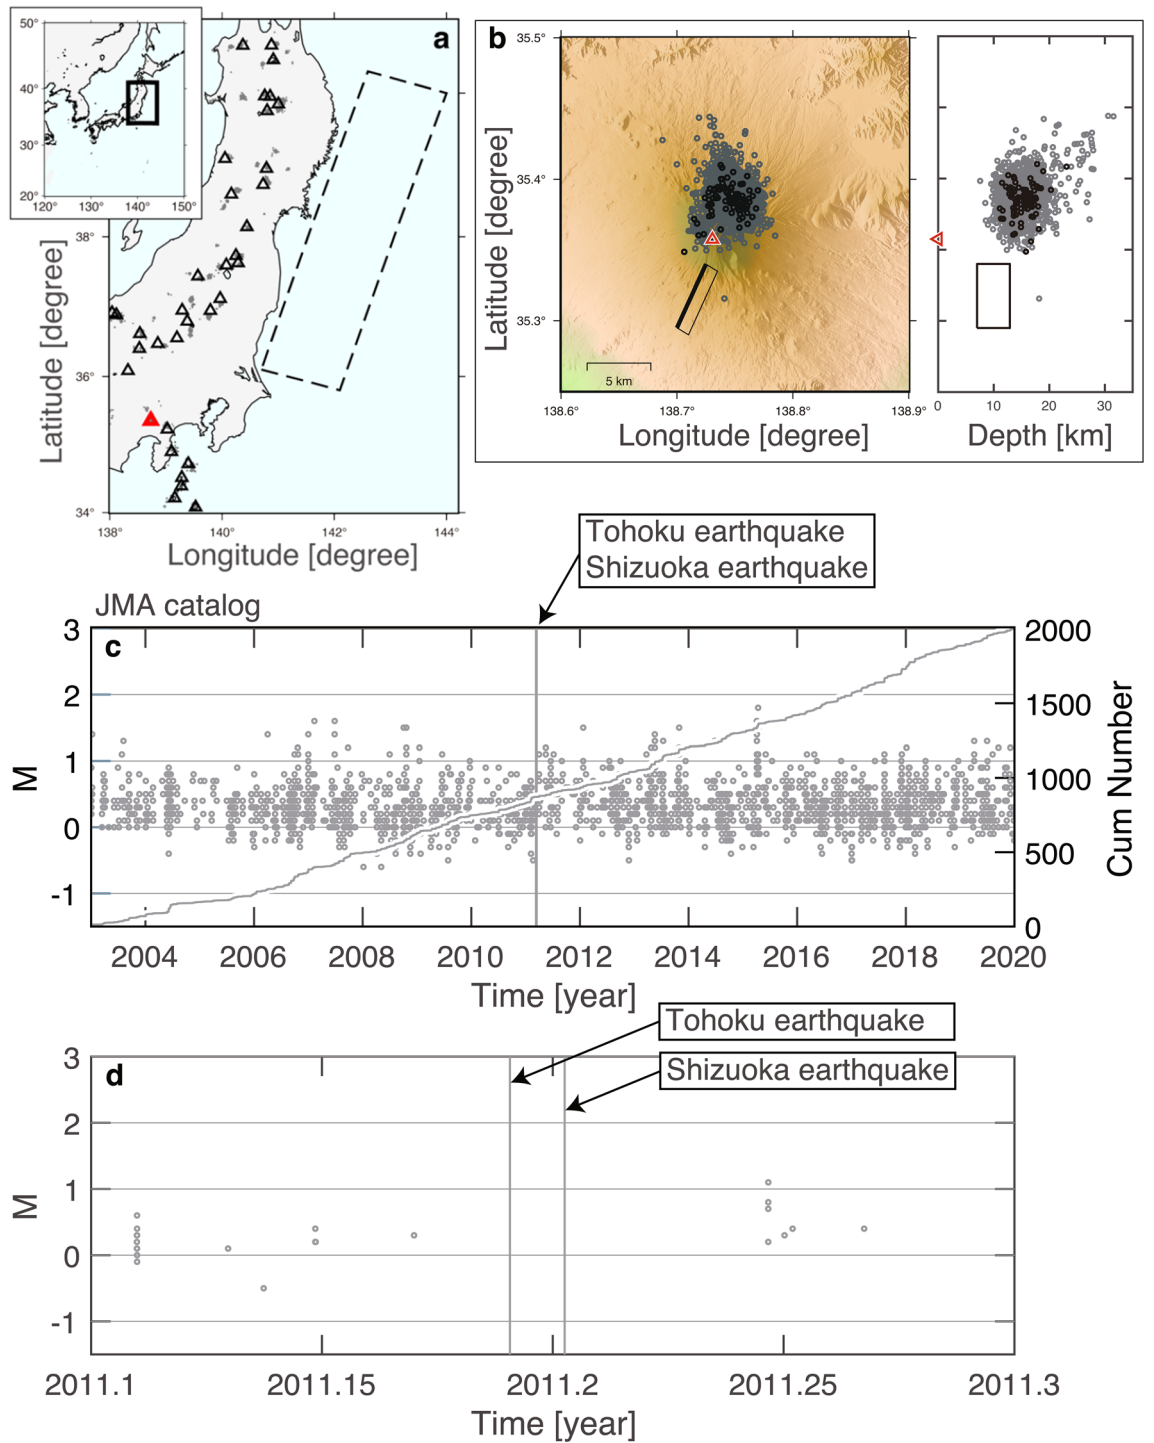 a
50°
40°
30°
20°
120°
130°
140°
150°
38°
36°
34°
138°
140°
142°
144°
Latitude [degree]
Longitude [degree]
b
35.5°
35.4°
35.3°
138.6°
138.7°
138.8°
138.9°
5 km
Latitude [degree]
Longitude [degree]
0
10
20
30
Depth [km]
Tohoku earthquake
Shizuoka earthquake
JMA catalog
c
3
2
1
0
-1
M
2000
1500
1000
500
0
Cum Number
2004
2006
2008
2010
2012
2014
2016
2018
2020
Time [year]
Tohoku earthquake
Shizuoka earthquake
d
3
2
1
0
-1
M
2011.1
2011.15
2011.2
2011.25
2011.3
Time [year]